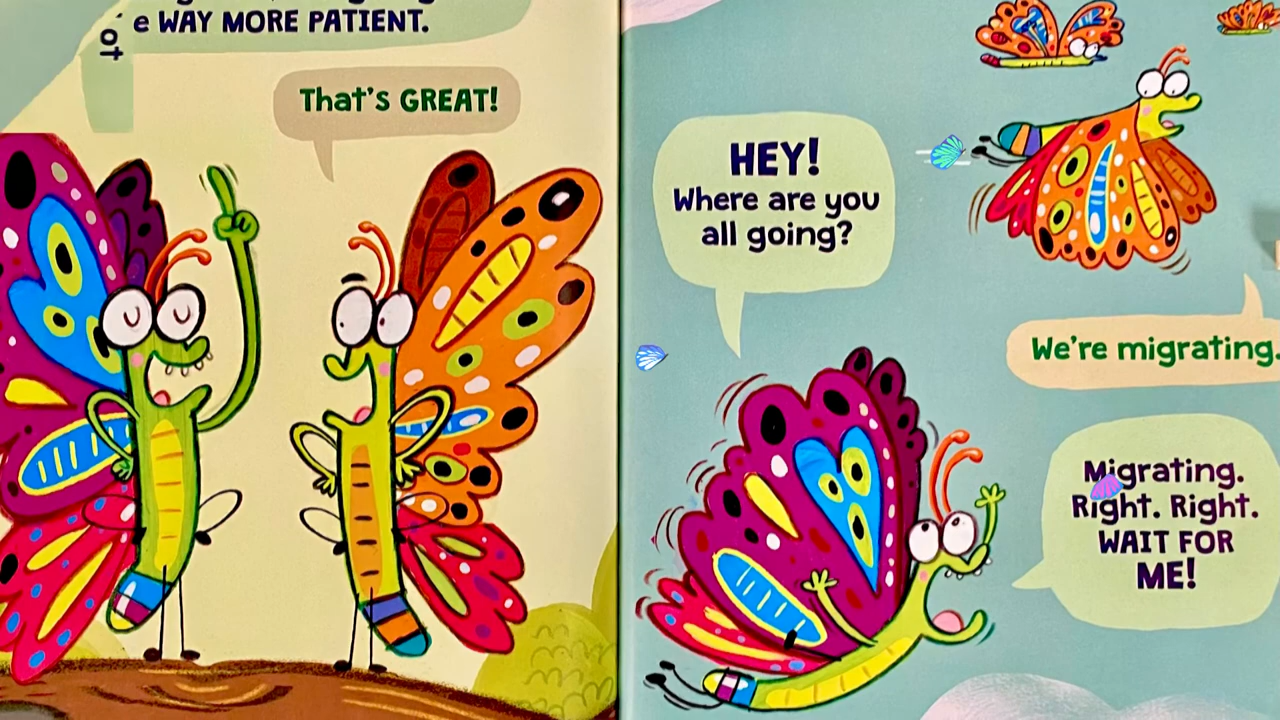 e WAY MORE PATIENT.
ot
That's GREAT!
HEY!
Where are you
all going?
We're migrating.
Migrating.
Right. Right.
WAIT FOR
ME!